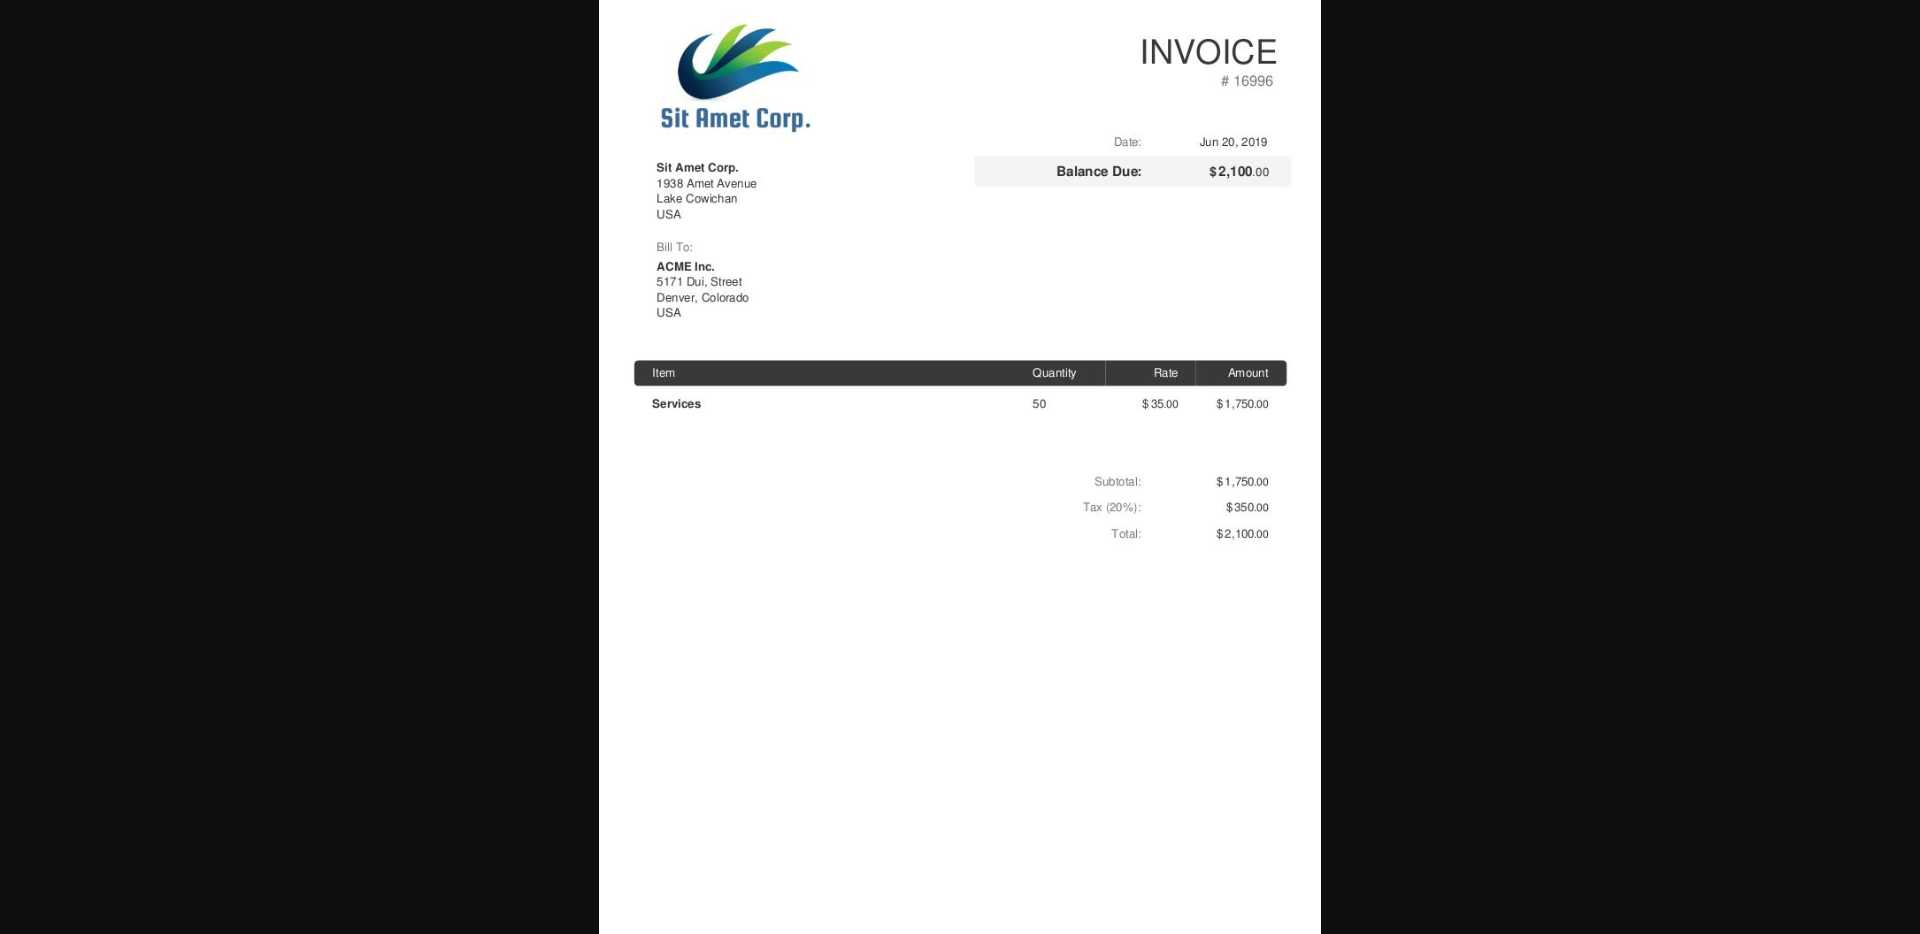 Sit Amet Corp.
INVOICE
# 16996
Date: Jun 20, 2019
Balance Due: $2,100.00
Sit Amet Corp.
1938 Amet Avenue
Lake Cowichan
USA
Bill To:
ACME Inc.
5171 Dui, Street
Denver, Colorado
USA
Item Quantity Rate Amount
Services 50 $35.00 $1,750.00
Subtotal: $1,750.00
Tax (20%): $350.00
Total: $2,100.00